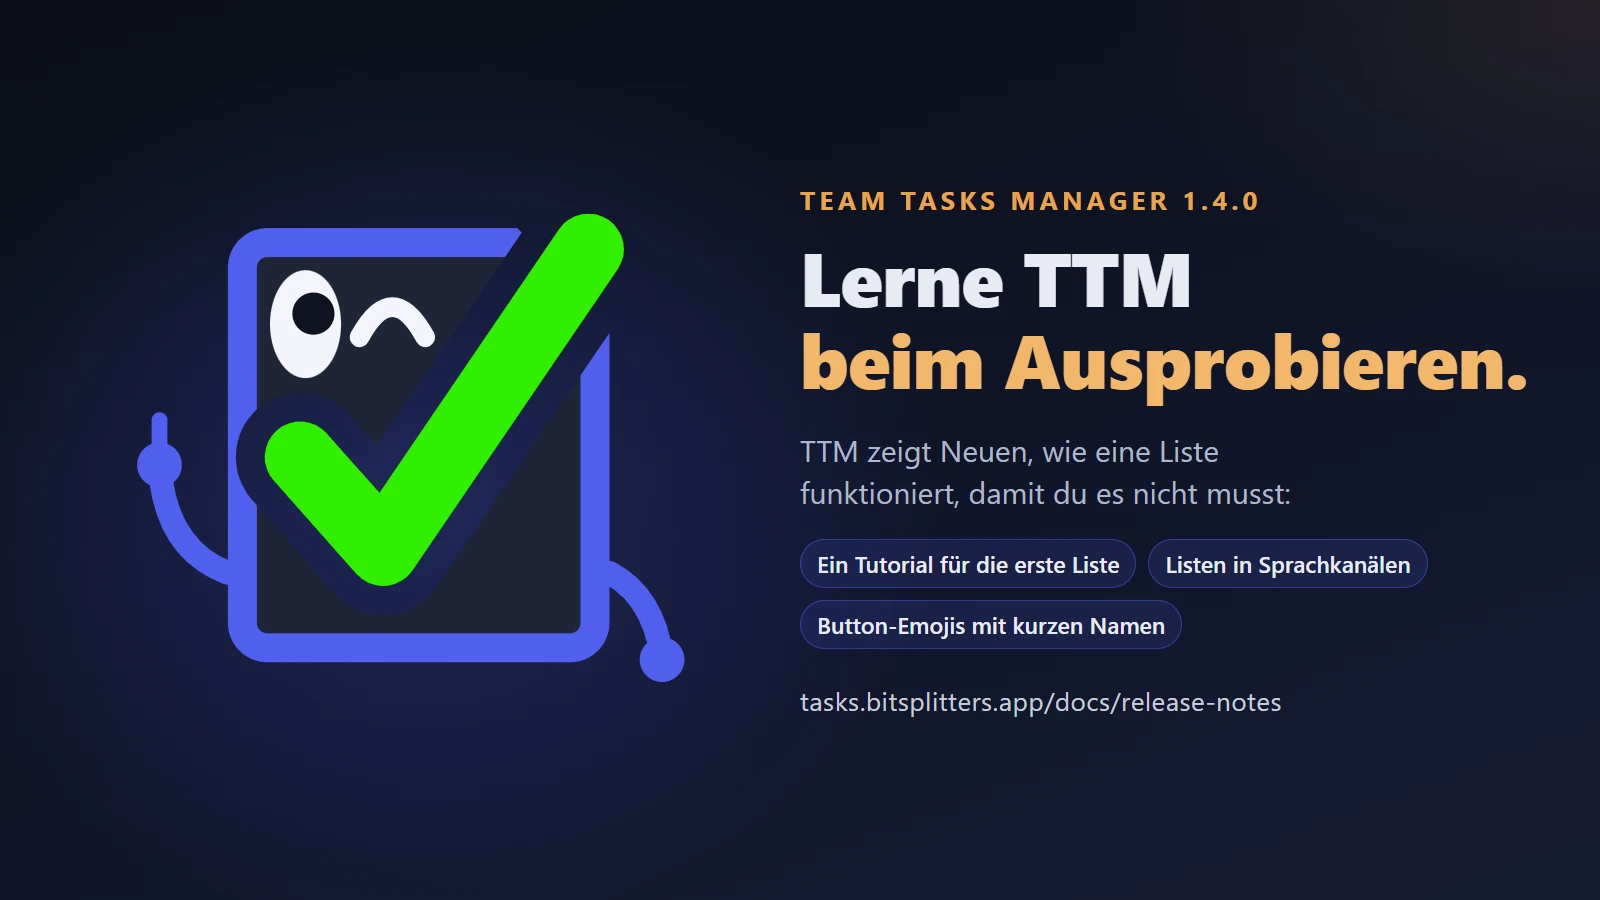 TEAM TASKS MANAGER 1.4.0
Lerne TTM
beim Ausprobieren.
TTM zeigt Neuen, wie eine Liste
funktioniert, damit du es nicht musst:
Ein Tutorial für die erste Liste
Listen in Sprachkanälen
Button-Emojis mit kurzen Namen
tasks.bitsplitters.app/docs/release-notes